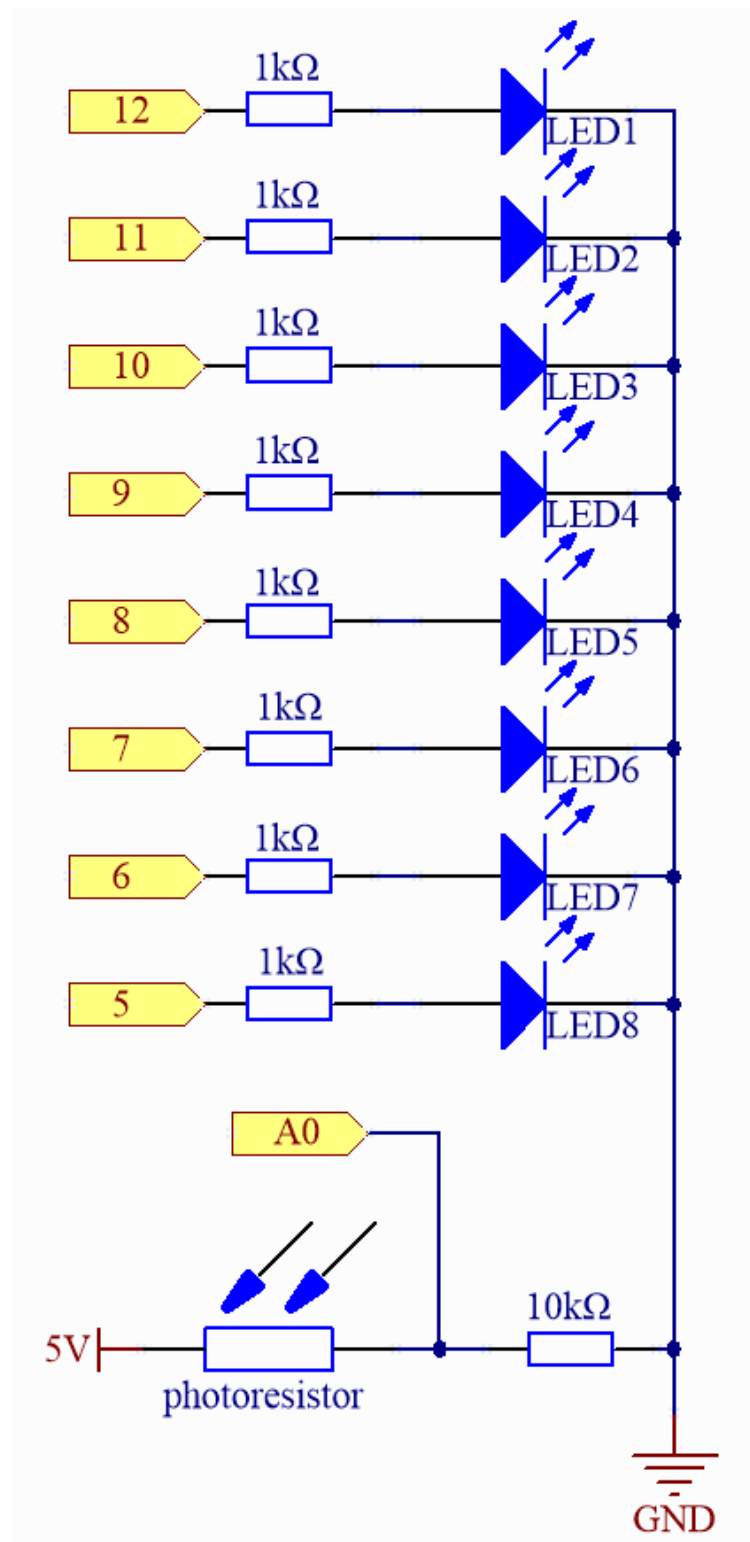 1kΩ
12
LED1
1kΩ
11
LED2
1kΩ
10
LED3
1kΩ
9
LED4
1kΩ
8
LED5
1kΩ
7
LED6
1kΩ
6
LED7
1kΩ
5
LED8
A0
10kΩ
5V
photoresistor
GND